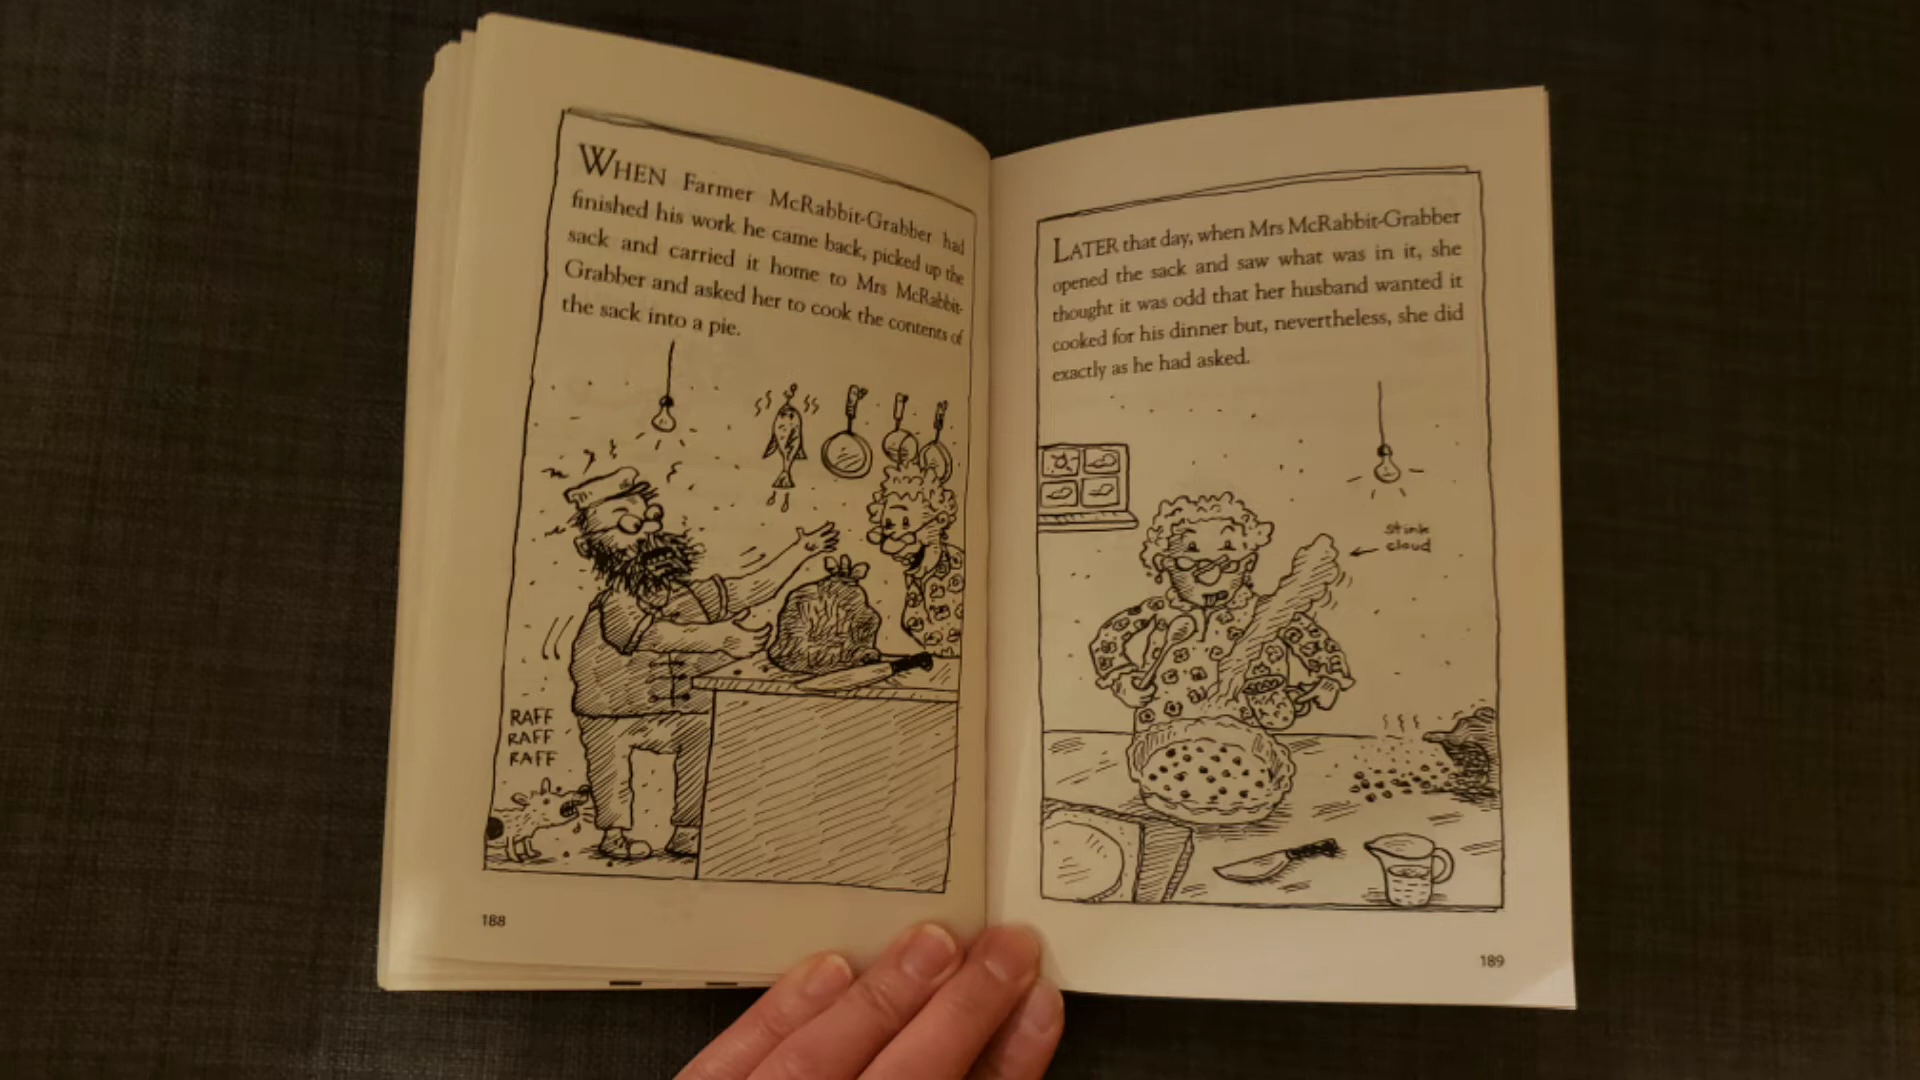 WHEN Farmer McRabbit-Grabber had
finished his work he came back, picked up the
sack and carried it home to Mrs McRabbit-
Grabber and asked her to cook the contents of
the sack into a pie.
RAFF
RAFF
RAFF
188
LATER that day, when Mrs McRabbit-Grabber
opened the sack and saw what was in it, she
thought it was odd that her husband wanted it
cooked for his dinner but, nevertheless, she did
exactly as he had asked.
stink
cloud
189